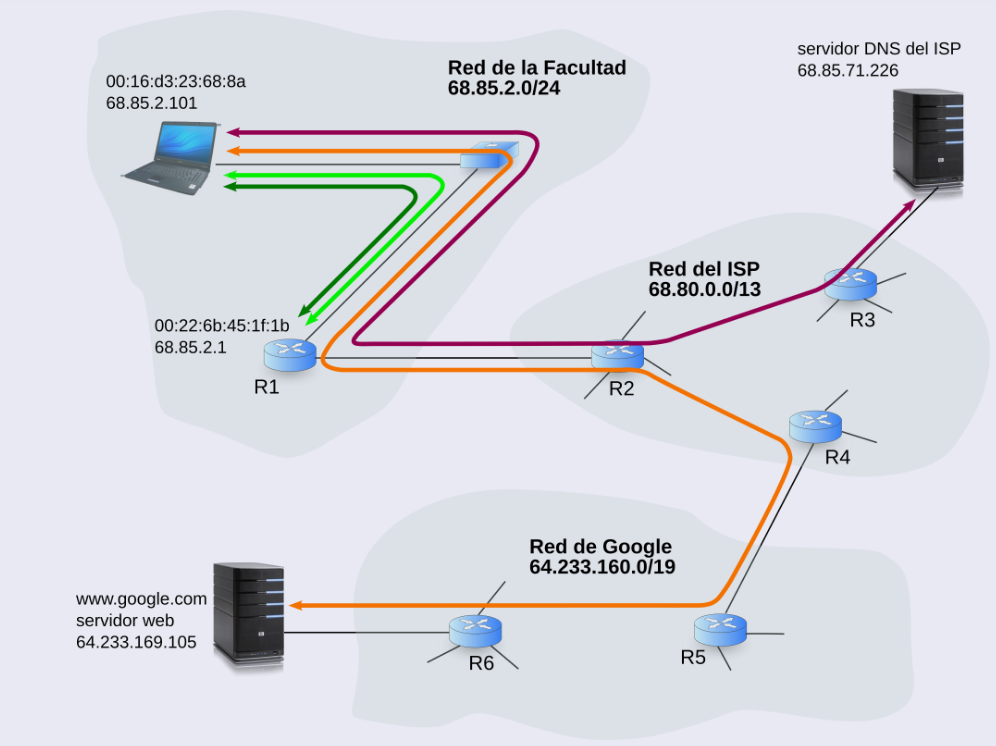 servidor DNS del ISP
68.85.71.226
Red de la Facultad
68.85.2.0/24
00:16:d3:23:68:8a
68.85.2.101
Red del ISP
68.80.0.0/13
R3
00:22:6b:45:1f:1b
68.85.2.1
R1
R2
R4
Red de Google
64.233.160.0/19
www.google.com
servidor web
64.233.169.105
R6
R5